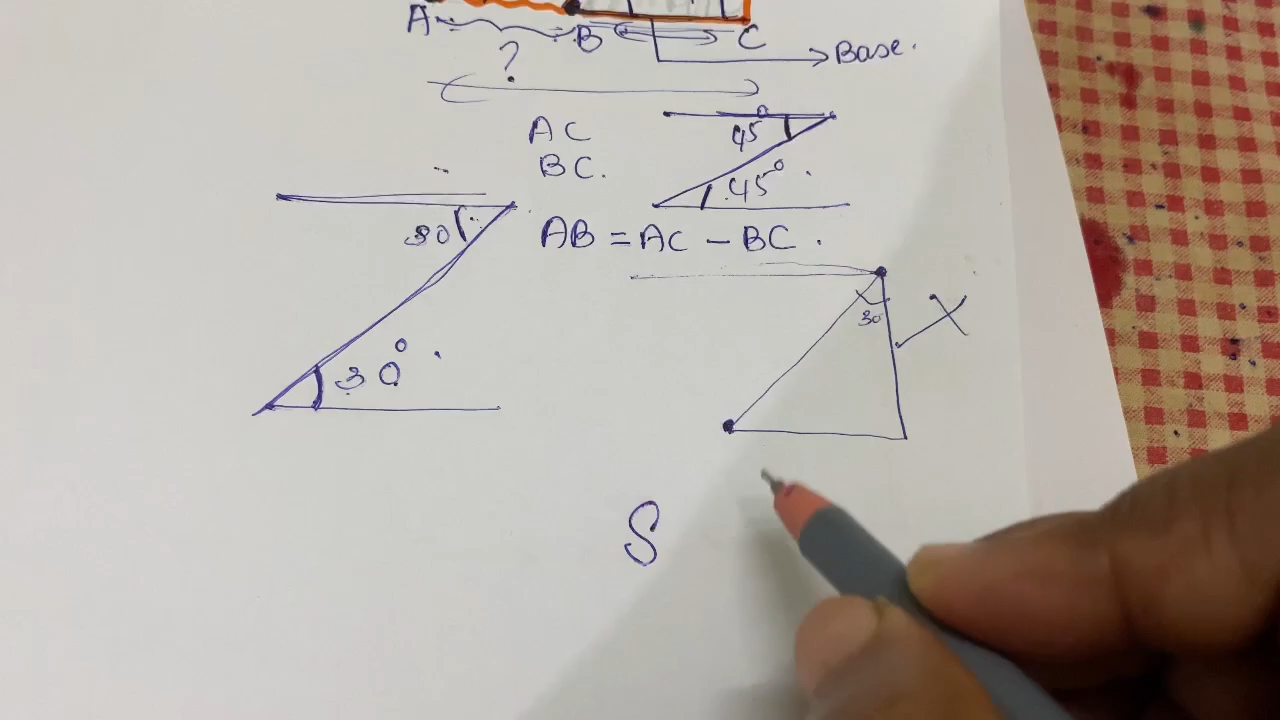 A B C
? Base.
AC 45°
BC. 45°
30 AB = AC - BC.
30
30°
S